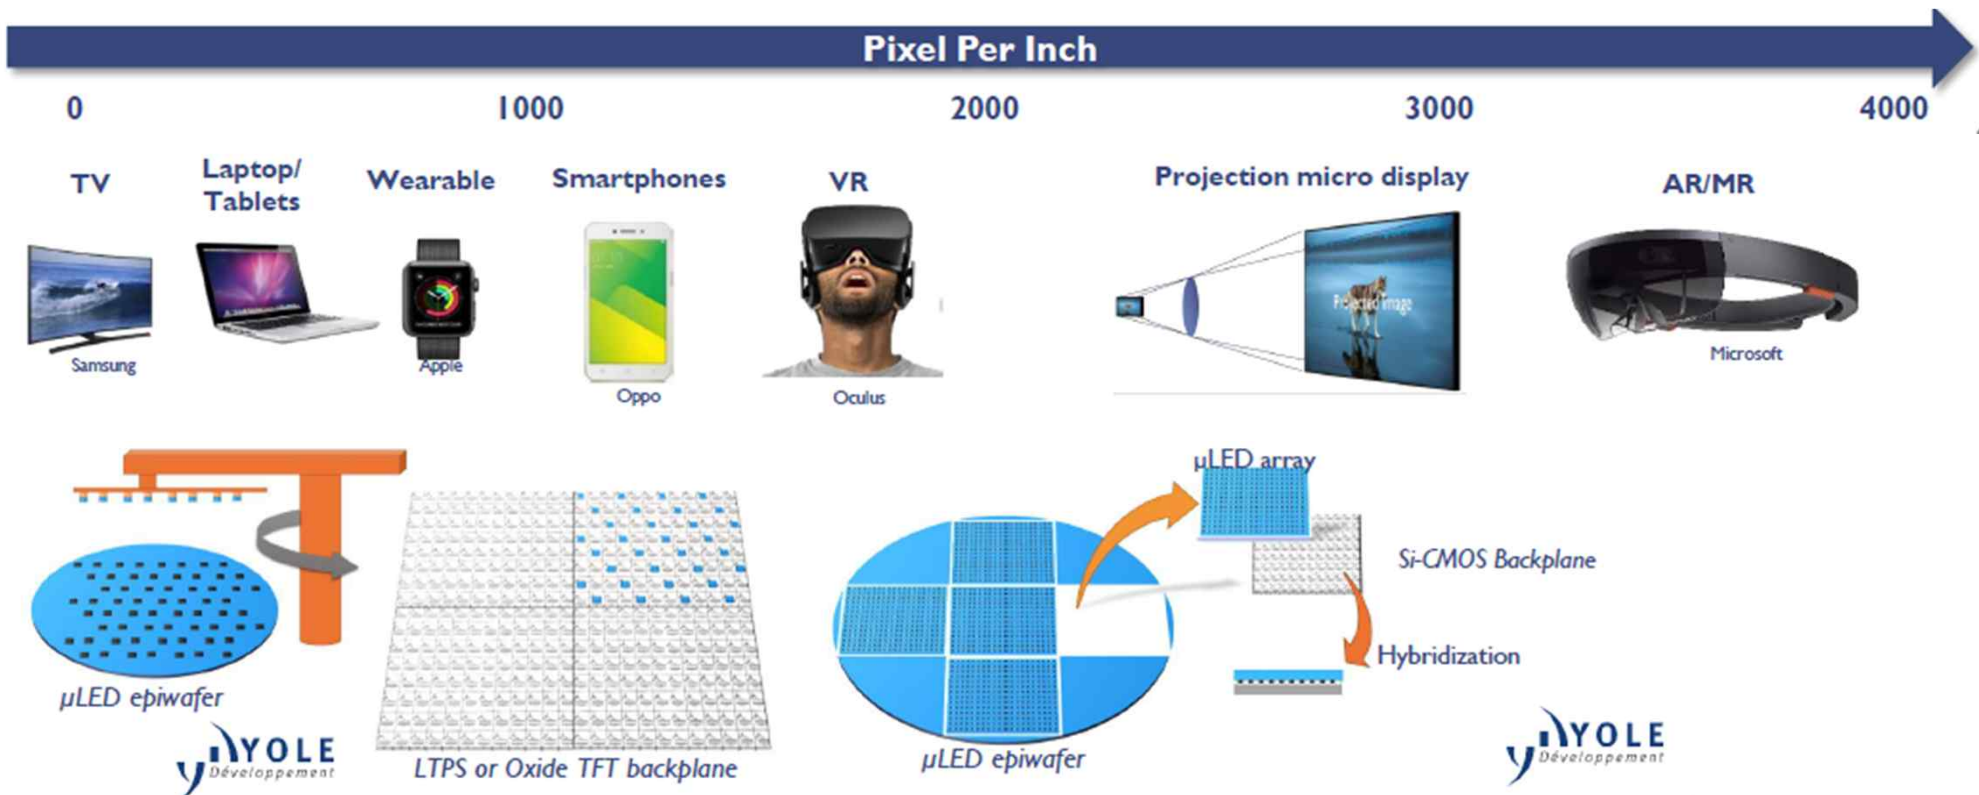 Pixel Per Inch
0 1000 2000 3000 4000
TV
Laptop/
Tablets
Wearable
Smartphones
VR
Projection micro display
AR/MR
Projected image
Samsung
Apple
Oppo
Oculus
Microsoft
µLED epiwafer
LTPS or Oxide TFT backplane
µLED array
Si-CMOS Backplane
Hybridization
µLED epiwafer
YOLE
Développement
YOLE
Développement